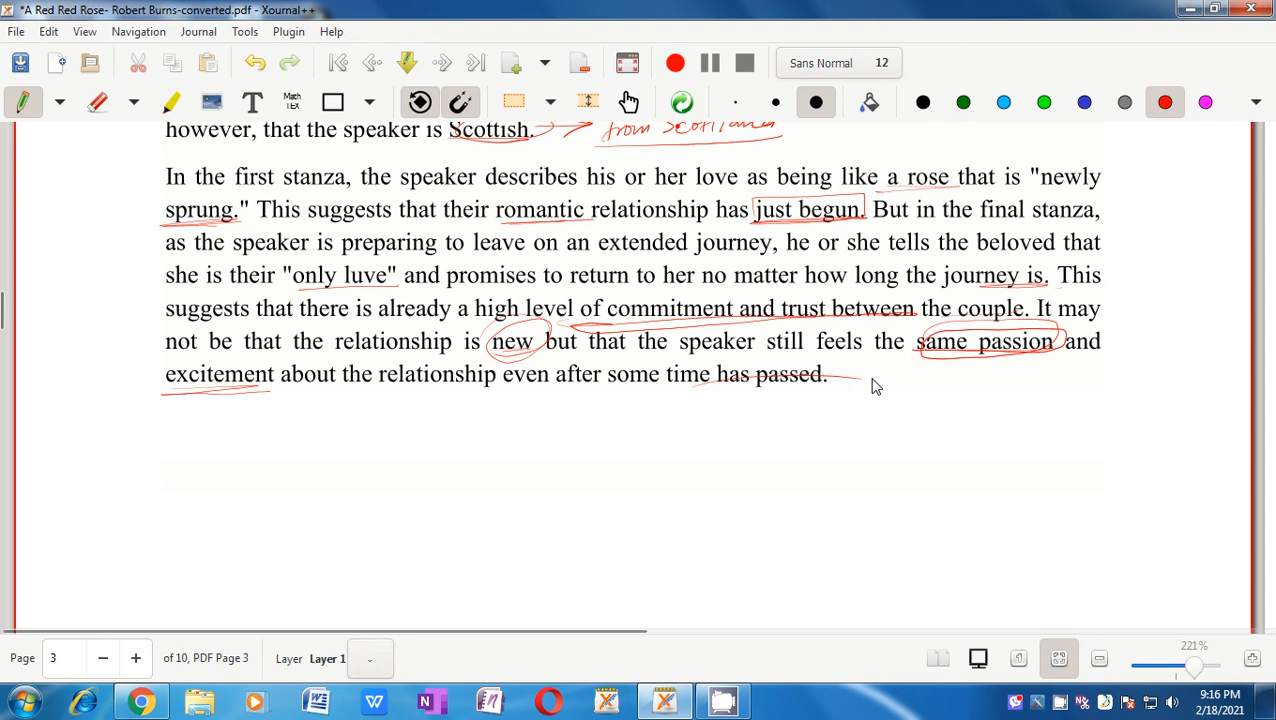 *A Red Red Rose- Robert Burns-converted.pdf - Xournal++
File Edit View Navigation Journal Tools Plugin Help
Sans Normal 12
Math
TEX
however, that the speaker is Scottish. from Scotland
In the first stanza, the speaker describes his or her love as being like a rose that is "newly
sprung." This suggests that their romantic relationship has just begun. But in the final stanza,
as the speaker is preparing to leave on an extended journey, he or she tells the beloved that
she is their "only luve" and promises to return to her no matter how long the journey is. This
suggests that there is already a high level of commitment and trust between the couple. It may
not be that the relationship is new but that the speaker still feels the same passion and
excitement about the relationship even after some time has passed.
Page 3 of 10, PDF Page 3 Layer Layer 1 221%
9:16 PM
2/18/2021